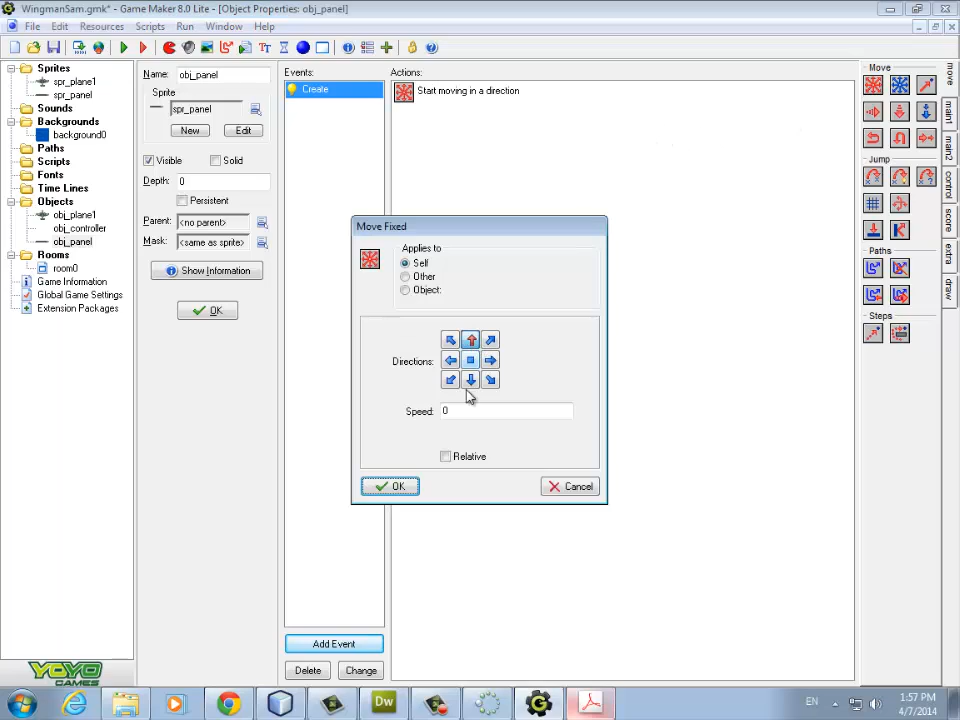 WingmanSam.gmk* - Game Maker 8.0 Lite - [Object Properties: obj_panel]
File Edit Resources Scripts Run Window Help
Sprites
spr_plane1
spr_panel
Sounds
Backgrounds
background0
Paths
Scripts
Fonts
Time Lines
Objects
obj_plane1
obj_controller
obj_panel
Rooms
room0
Game Information
Global Game Settings
Extension Packages
YOYO
GAMES
Name: obj_panel
Sprite
spr_panel
New Edit
Visible Solid
Depth: 0
Persistent
Parent: <no parent>
Mask: <same as sprite>
Show Information
OK
Events:
Create
Add Event
Delete Change
Actions:
Start moving in a direction
Move Fixed
Applies to
Self
Other
Object:
Directions:
Speed: 0
Relative
OK Cancel
Move
Jump
Paths
Steps
move
main1
main2
control
score
extra
draw
Dw
EN
1:57 PM
4/7/2014